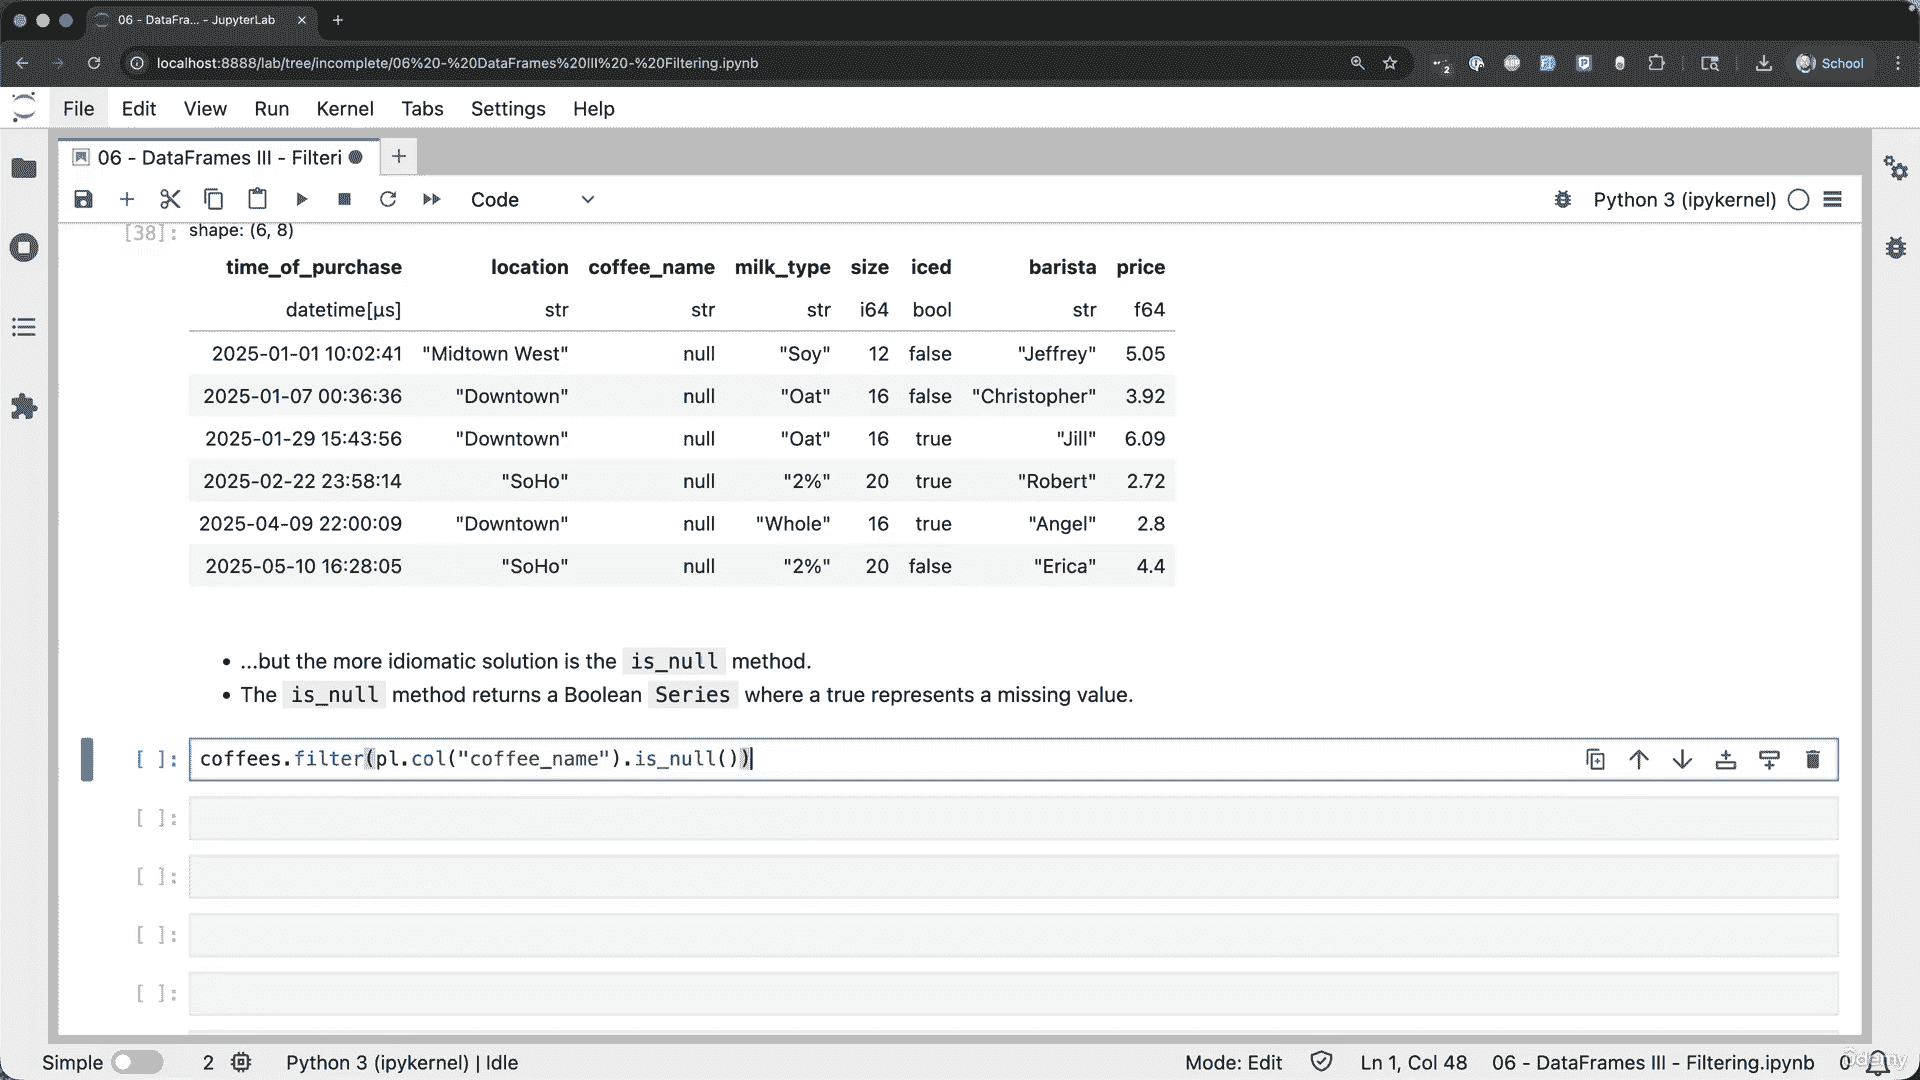 06 - DataFra... - JupyterLab
localhost:8888/lab/tree/incomplete/06%20-%20DataFrames%20III%20-%20Filtering.ipynb
2
School
File Edit View Run Kernel Tabs Settings Help
06 - DataFrames III - Filteri
Code
Python 3 (ipykernel)
[38]: shape: (6, 8)
time_of_purchase location coffee_name milk_type size iced barista price
datetime[μs] str str str i64 bool str f64
2025-01-01 10:02:41 "Midtown West" null "Soy" 12 false "Jeffrey" 5.05
2025-01-07 00:36:36 "Downtown" null "Oat" 16 false "Christopher" 3.92
2025-01-29 15:43:56 "Downtown" null "Oat" 16 true "Jill" 6.09
2025-02-22 23:58:14 "SoHo" null "2%" 20 true "Robert" 2.72
2025-04-09 22:00:09 "Downtown" null "Whole" 16 true "Angel" 2.8
2025-05-10 16:28:05 "SoHo" null "2%" 20 false "Erica" 4.4
• ...but the more idiomatic solution is the is_null method.
• The is_null method returns a Boolean Series where a true represents a missing value.
[ ]: coffees.filter(pl.col("coffee_name").is_null())
[ ]:
[ ]:
[ ]:
[ ]:
Simple 2 Python 3 (ipykernel) | Idle Mode: Edit Ln 1, Col 48 06 - DataFrames III - Filtering.ipynb 0
udemy